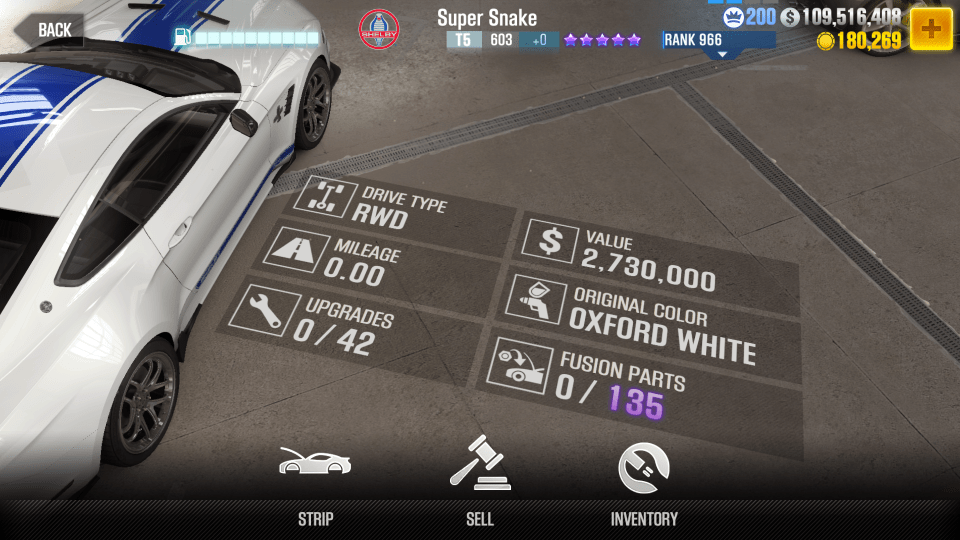 BACK
SHELBY
Super Snake
T5 603 +0
RANK 966
200 $ 109,516,408
180,269
+
DRIVE TYPE
RWD
MILEAGE
0.00
UPGRADES
0 / 42
$ VALUE
2,730,000
ORIGINAL COLOR
OXFORD WHITE
FUSION PARTS
0 / 135
STRIP
SELL
INVENTORY